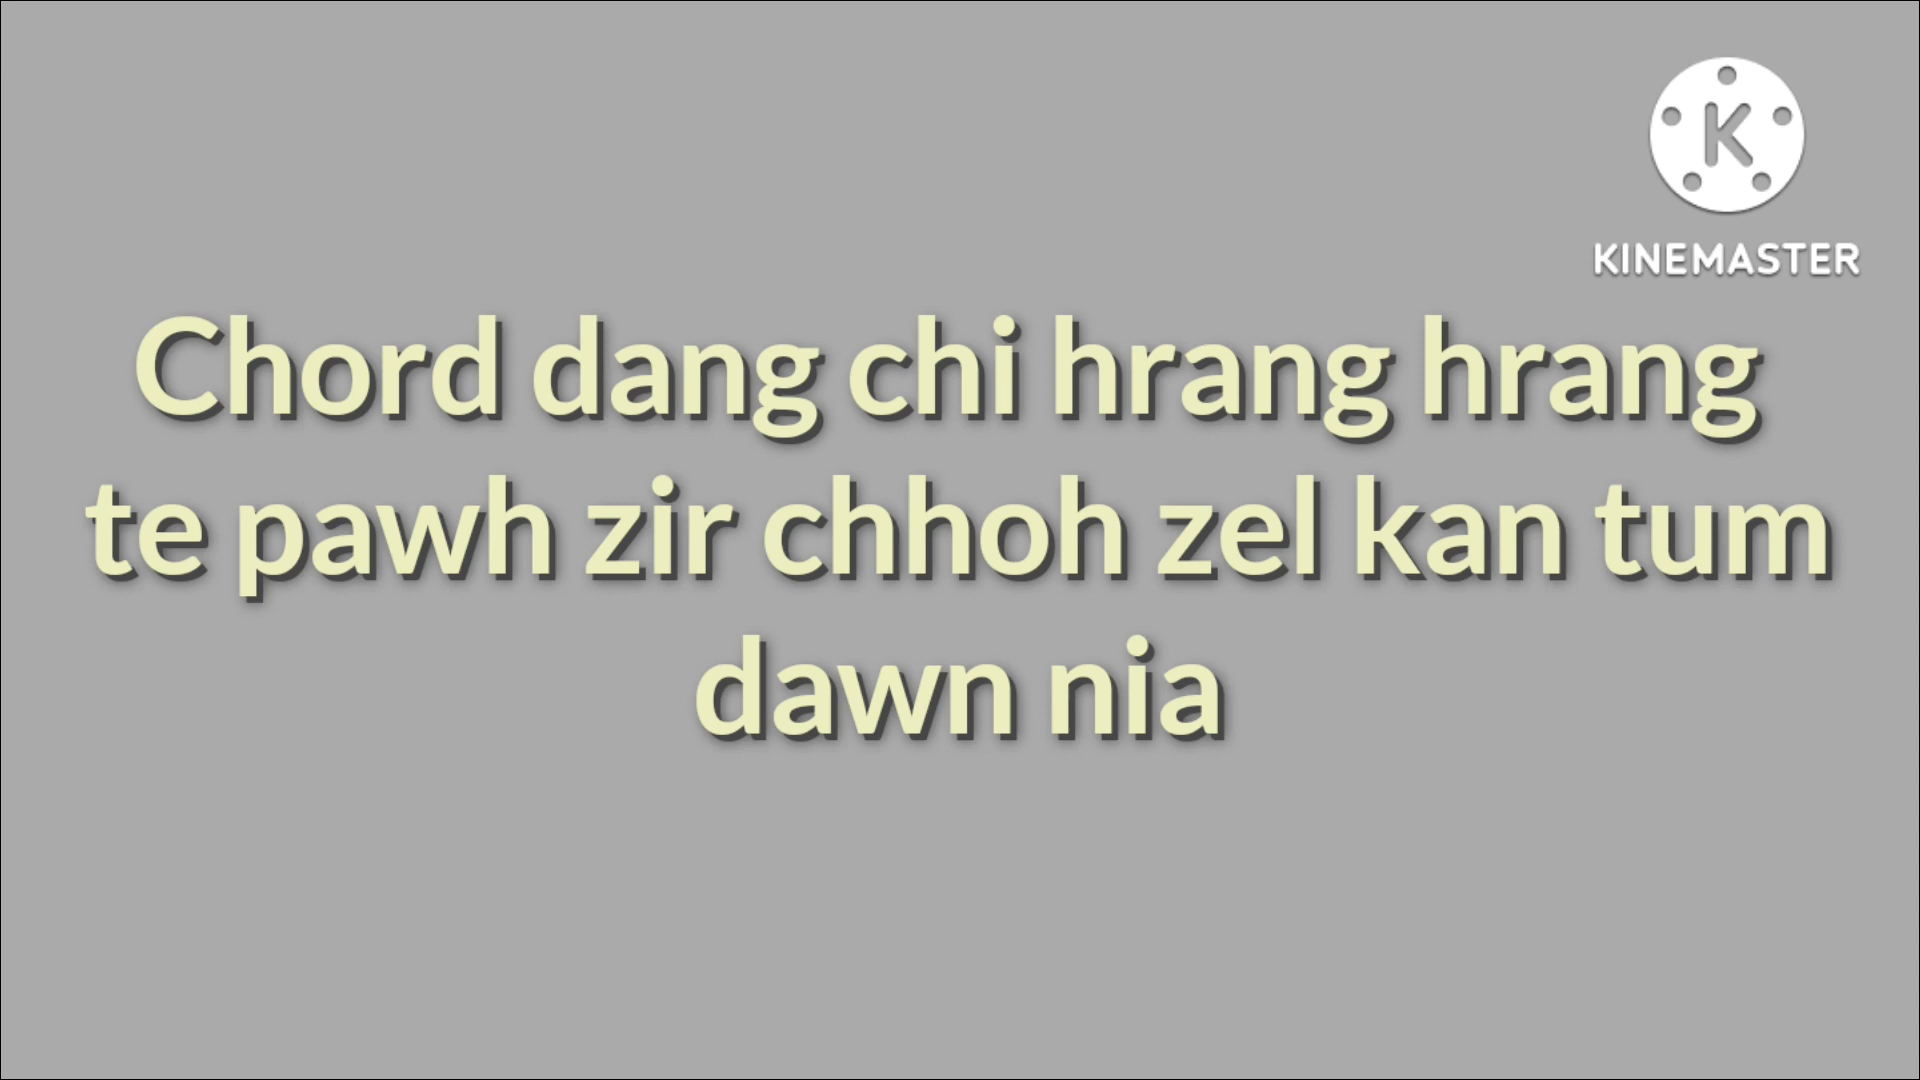 K
KINEMASTER
Chord dang chi hrang hrang
te pawh zir chhoh zel kan tum
dawn nia